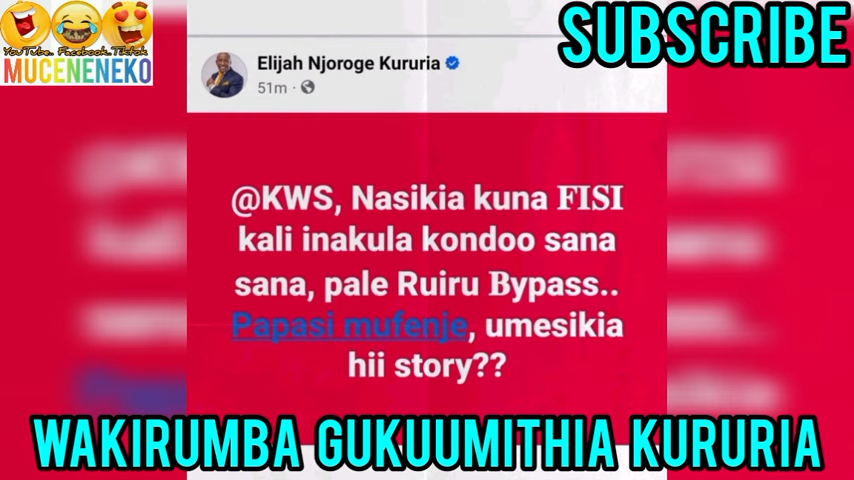 YouTube. Facebook. Tiktok
MUCENENEKO
SUBSCRIBE
Elijah Njoroge Kururia
51m ·
@KWS, Nasikia kuna FISI
kali inakula kondoo sana
sana, pale Ruiru Bypass..
Papasi mufenje, umesikia
hii story??
WAKIRUMBA GUKUUMITHIA KURURIA